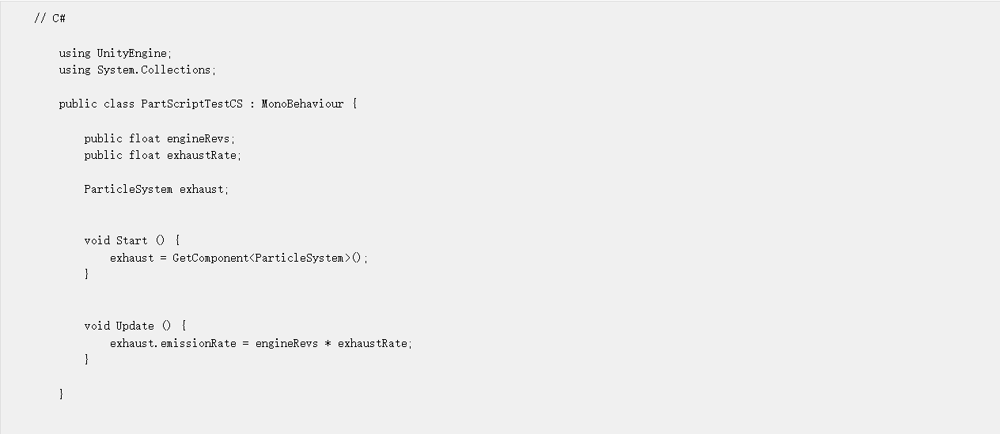 // C#
using UnityEngine;
using System.Collections;
public class PartScriptTestCS : MonoBehaviour {
public float engineRevs;
public float exhaustRate;
ParticleSystem exhaust;
void Start () {
exhaust = GetComponent<ParticleSystem>();
}
void Update () {
exhaust.emissionRate = engineRevs * exhaustRate;
}
}